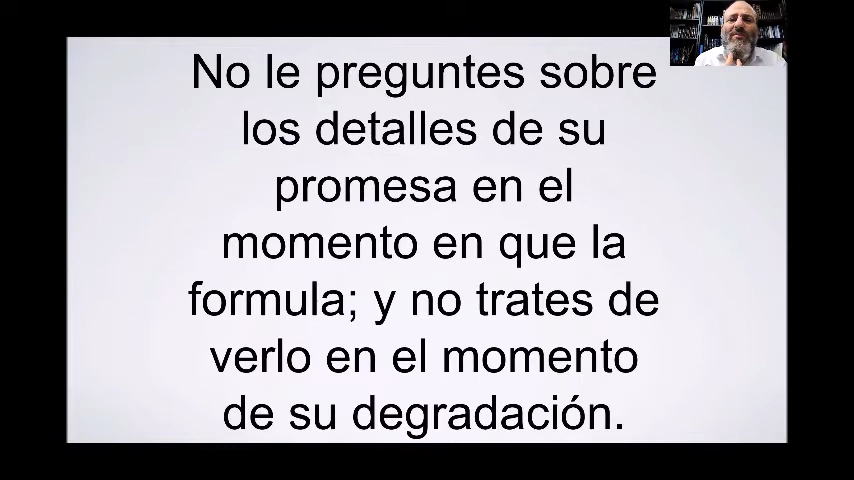 No le preguntes sobre
los detalles de su
promesa en el
momento en que la
formula; y no trates de
verlo en el momento
de su degradación.